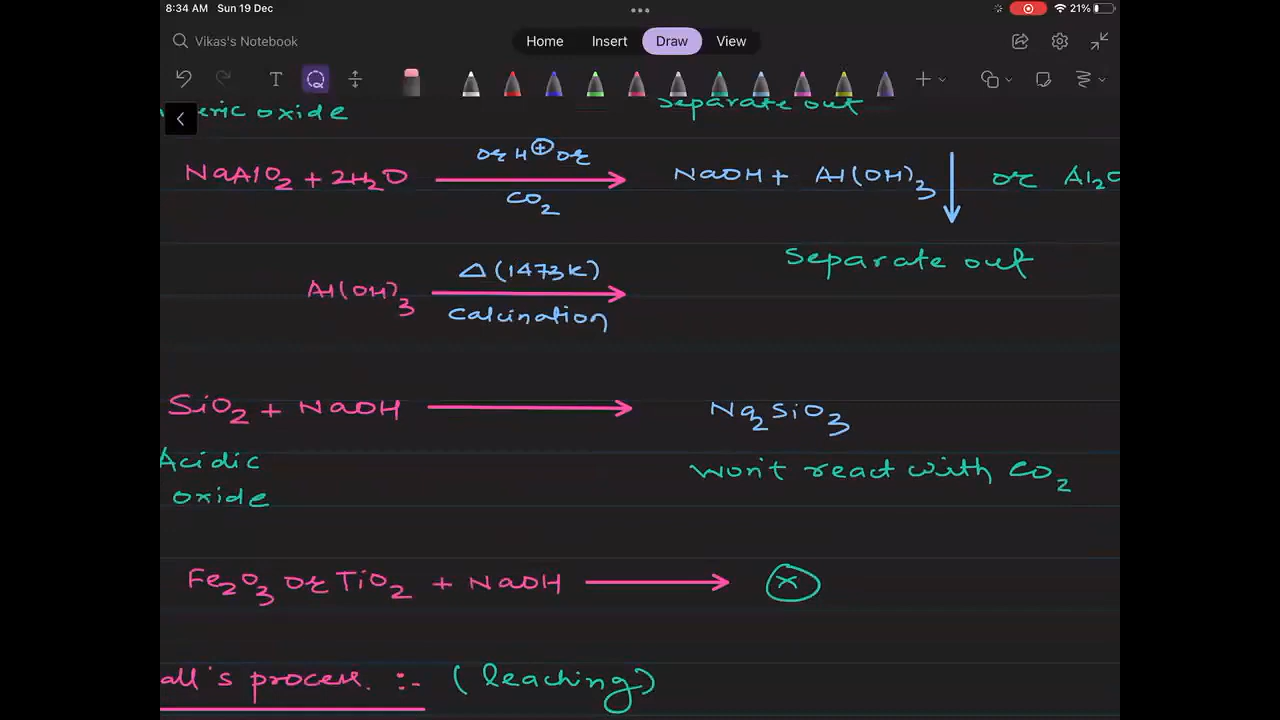 8:34 AM Sun 19 Dec 21%
Vikas's Notebook Home Insert Draw View
T
eric oxide separate out
or H⊕ or
NaAlO₂ + 2H₂O → NaOH + Al(OH)₃ ↓ or Al₂O
CO₂
separate out
Δ (1473K)
Al(OH)₃ →
calcination
SiO₂ + NaOH → Na₂SiO₃
Acidic won't react with CO₂
oxide
Fe₂O₃ or TiO₂ + NaOH → ⊗
all's process :- (leaching)